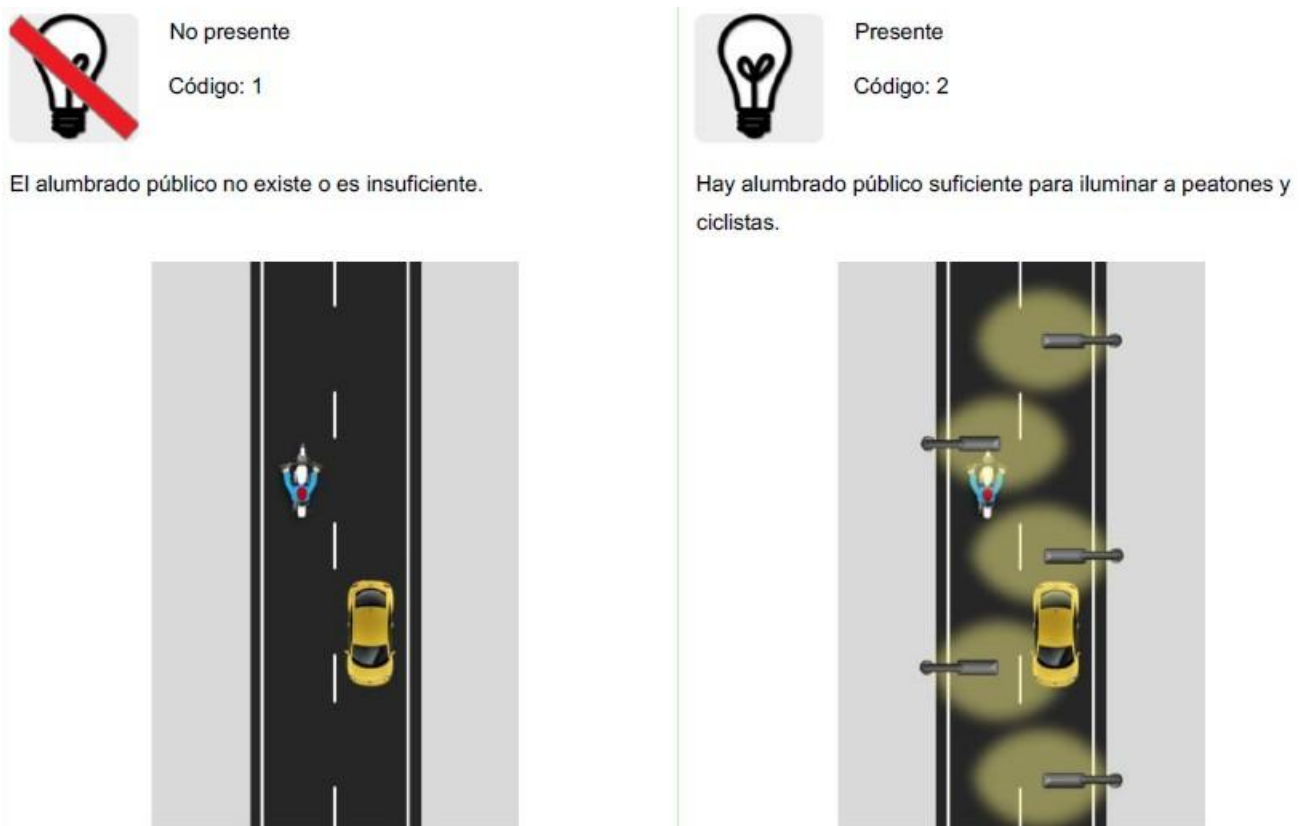 No presente
Código: 1
El alumbrado público no existe o es insuficiente.
Presente
Código: 2
Hay alumbrado público suficiente para iluminar a peatones y
ciclistas.